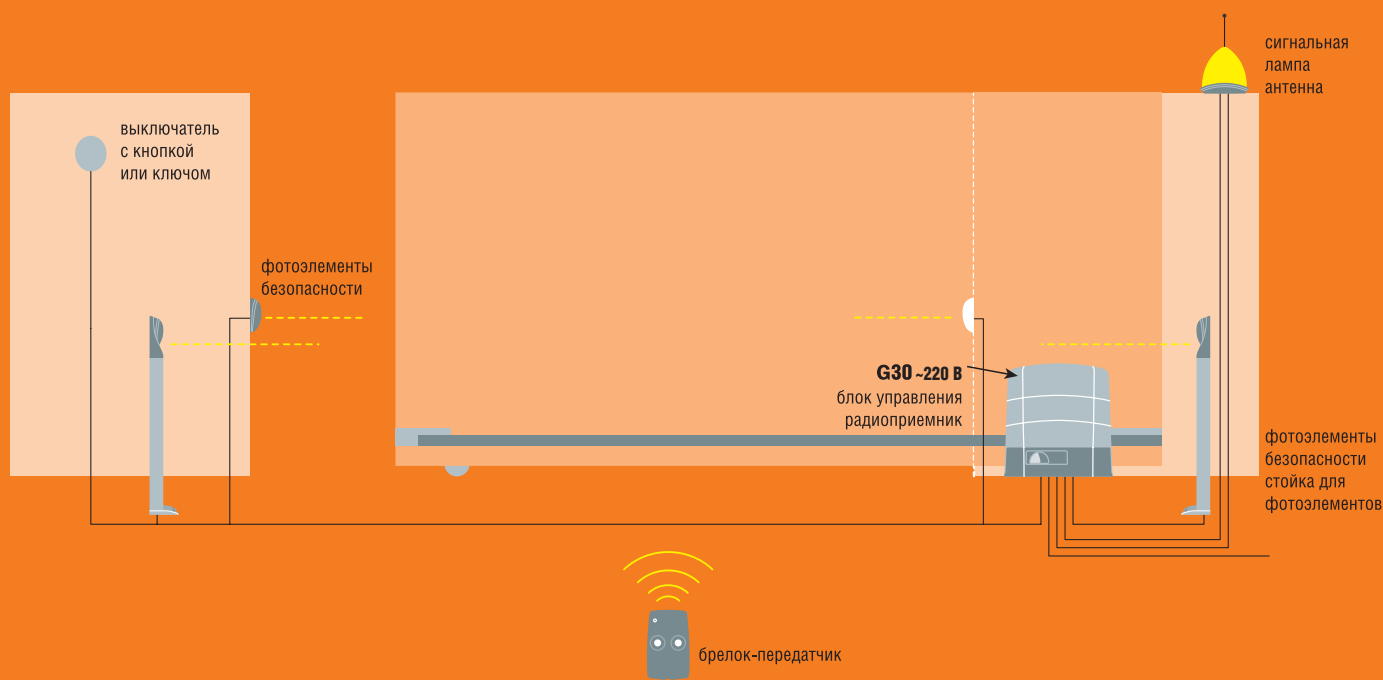 сигнальная
лампа
антенна
выключатель
с кнопкой
или ключом
фотоэлементы
безопасности
G30 ~220 В
блок управления
радиоприемник
фотоэлементы
безопасности
стойка для
фотоэлементов
брелок-передатчик